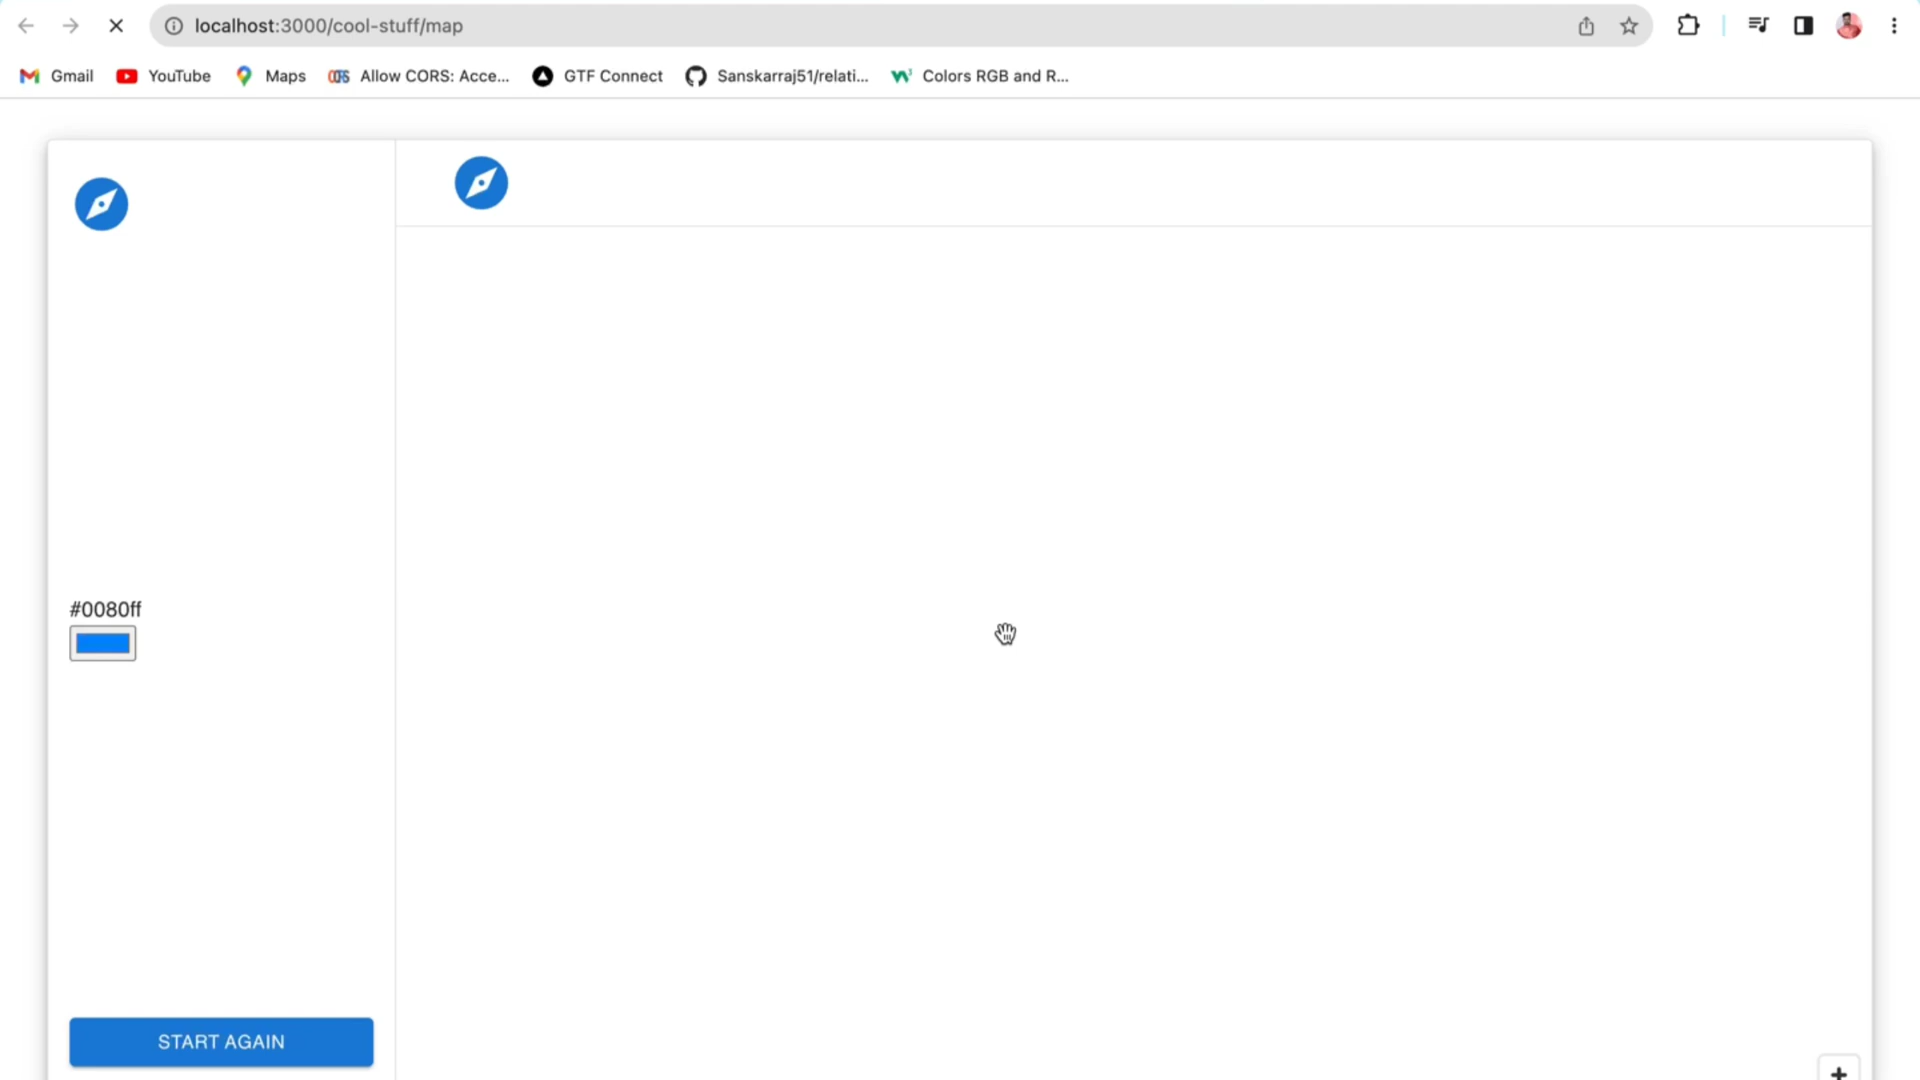 localhost:3000/cool-stuff/map
Gmail YouTube Maps Allow CORS: Acce... GTF Connect Sanskarraj51/relati... Colors RGB and R...
#0080ff
START AGAIN
+